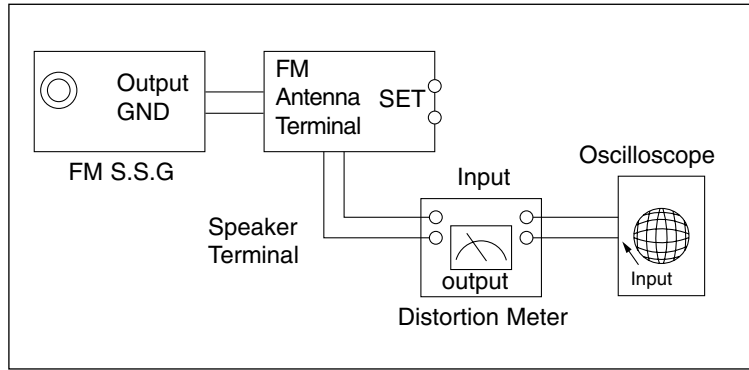 Output
GND
FM S.S.G
FM
Antenna
Terminal
SET
Speaker
Terminal
Input
output
Distortion Meter
Oscilloscope
Input